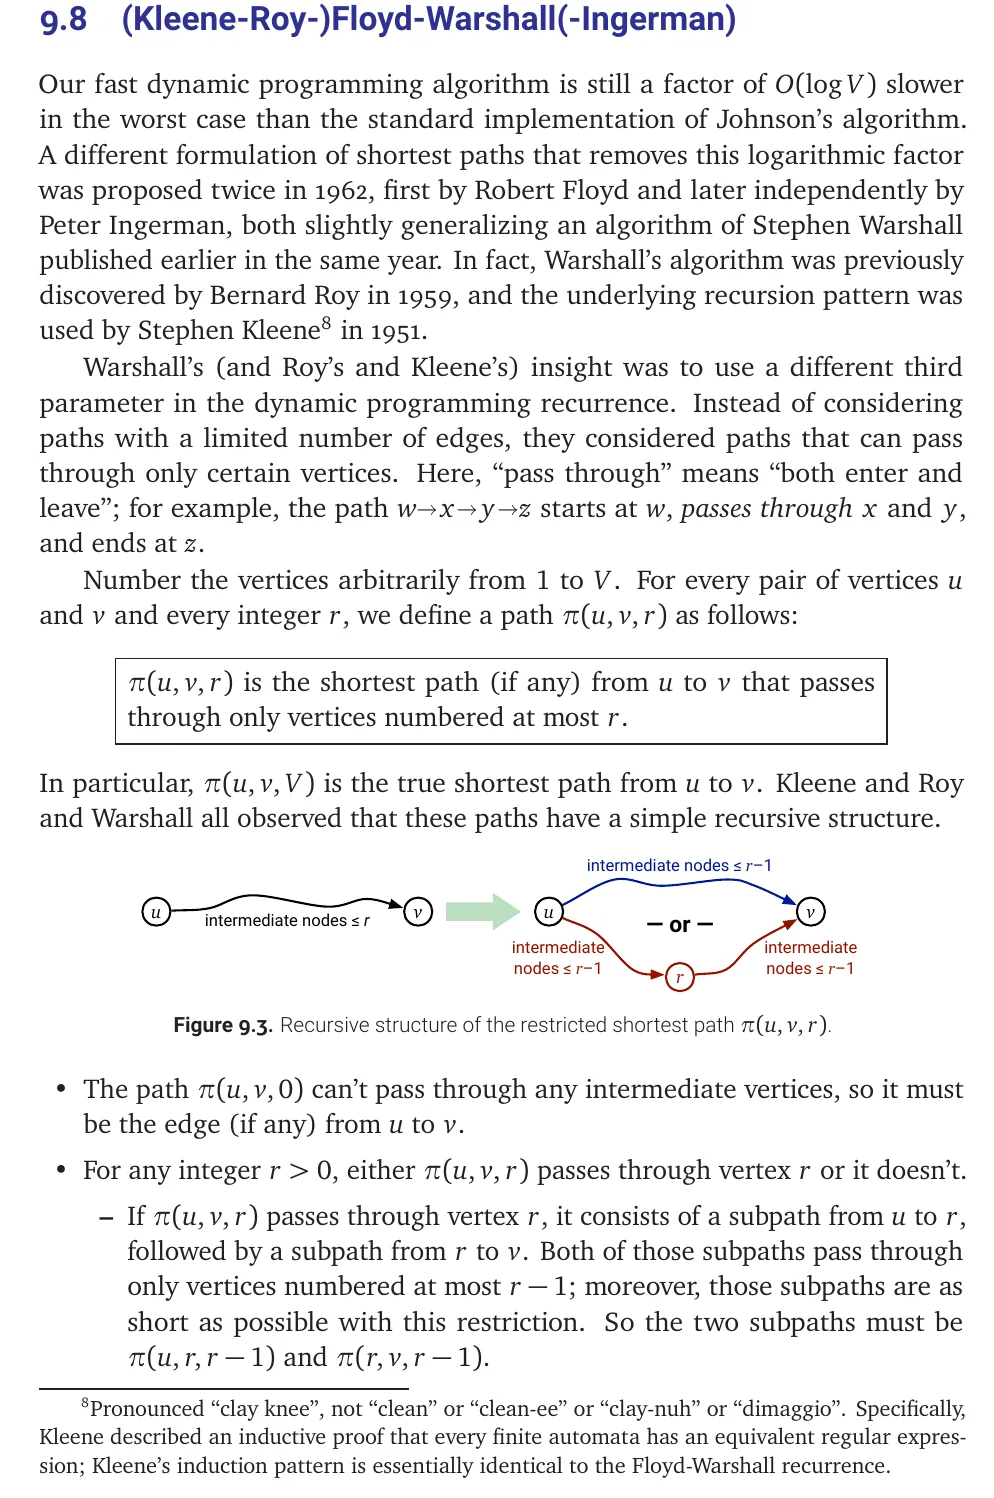 9.8 (Kleene-Roy-)Floyd-Warshall(-Ingerman)
Our fast dynamic programming algorithm is still a factor of O(log V) slower
in the worst case than the standard implementation of Johnson’s algorithm.
A different formulation of shortest paths that removes this logarithmic factor
was proposed twice in 1962, first by Robert Floyd and later independently by
Peter Ingerman, both slightly generalizing an algorithm of Stephen Warshall
published earlier in the same year. In fact, Warshall’s algorithm was previously
discovered by Bernard Roy in 1959, and the underlying recursion pattern was
used by Stephen Kleene⁸ in 1951.
Warshall’s (and Roy’s and Kleene’s) insight was to use a different third
parameter in the dynamic programming recurrence. Instead of considering
paths with a limited number of edges, they considered paths that can pass
through only certain vertices. Here, “pass through” means “both enter and
leave”; for example, the path w→x→y→z starts at w, passes through x and y,
and ends at z.
Number the vertices arbitrarily from 1 to V. For every pair of vertices u
and v and every integer r, we define a path π(u, v, r) as follows:
π(u, v, r) is the shortest path (if any) from u to v that passes
through only vertices numbered at most r.
In particular, π(u, v, V) is the true shortest path from u to v. Kleene and Roy
and Warshall all observed that these paths have a simple recursive structure.
u
intermediate nodes ≤ r
v
intermediate nodes ≤ r−1
u
— or —
v
intermediate
nodes ≤ r−1
r
intermediate
nodes ≤ r−1
Figure 9.3. Recursive structure of the restricted shortest path π(u, v, r).
• The path π(u, v, 0) can’t pass through any intermediate vertices, so it must
be the edge (if any) from u to v.
• For any integer r > 0, either π(u, v, r) passes through vertex r or it doesn’t.
– If π(u, v, r) passes through vertex r, it consists of a subpath from u to r,
followed by a subpath from r to v. Both of those subpaths pass through
only vertices numbered at most r − 1; moreover, those subpaths are as
short as possible with this restriction. So the two subpaths must be
π(u, r, r − 1) and π(r, v, r − 1).
⁸Pronounced “clay knee”, not “clean” or “clean-ee” or “clay-nuh” or “dimaggio”. Specifically,
Kleene described an inductive proof that every finite automata has an equivalent regular expres-
sion; Kleene’s induction pattern is essentially identical to the Floyd-Warshall recurrence.